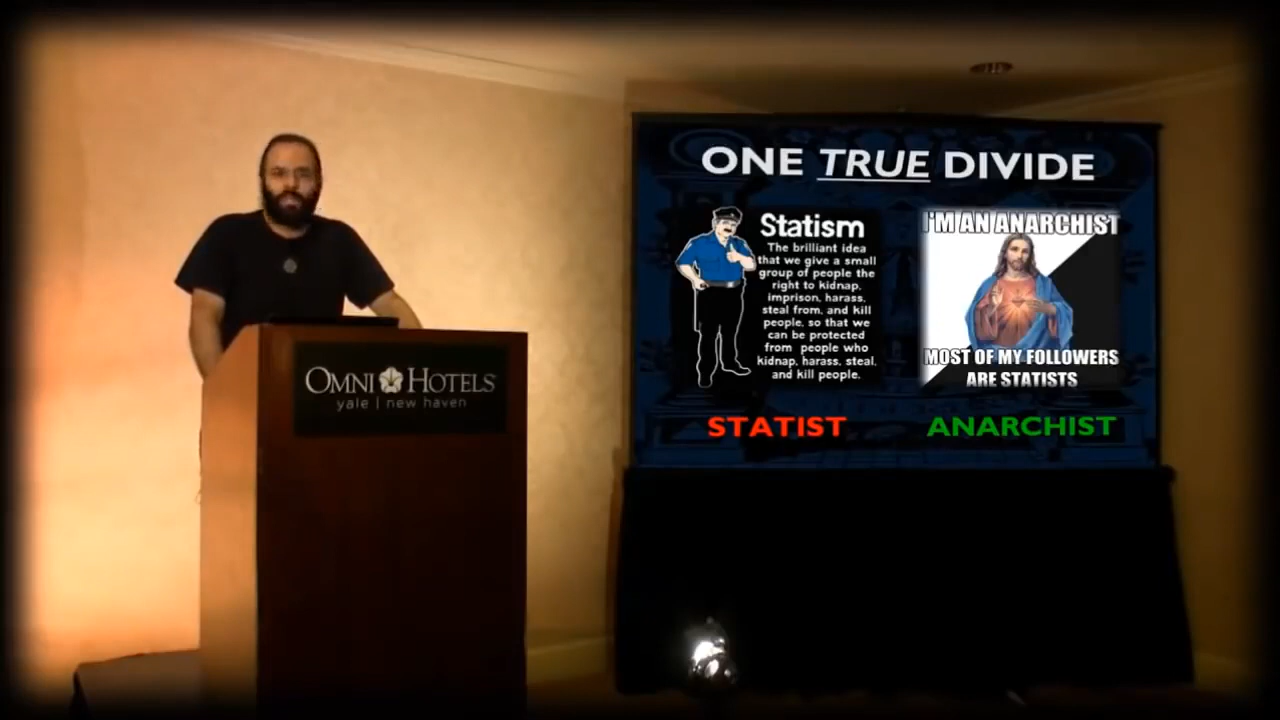 ONE TRUE DIVIDE
Statism
The brilliant idea
that we give a small
group of people the
right to kidnap,
imprison, harass,
steal from, and kill
people, so that we
can be protected
from people who
kidnap, harass, steal,
and kill people.
I'M AN ANARCHIST
MOST OF MY FOLLOWERS
ARE STATISTS
STATIST
ANARCHIST
OMNI HOTELS
yale | new haven